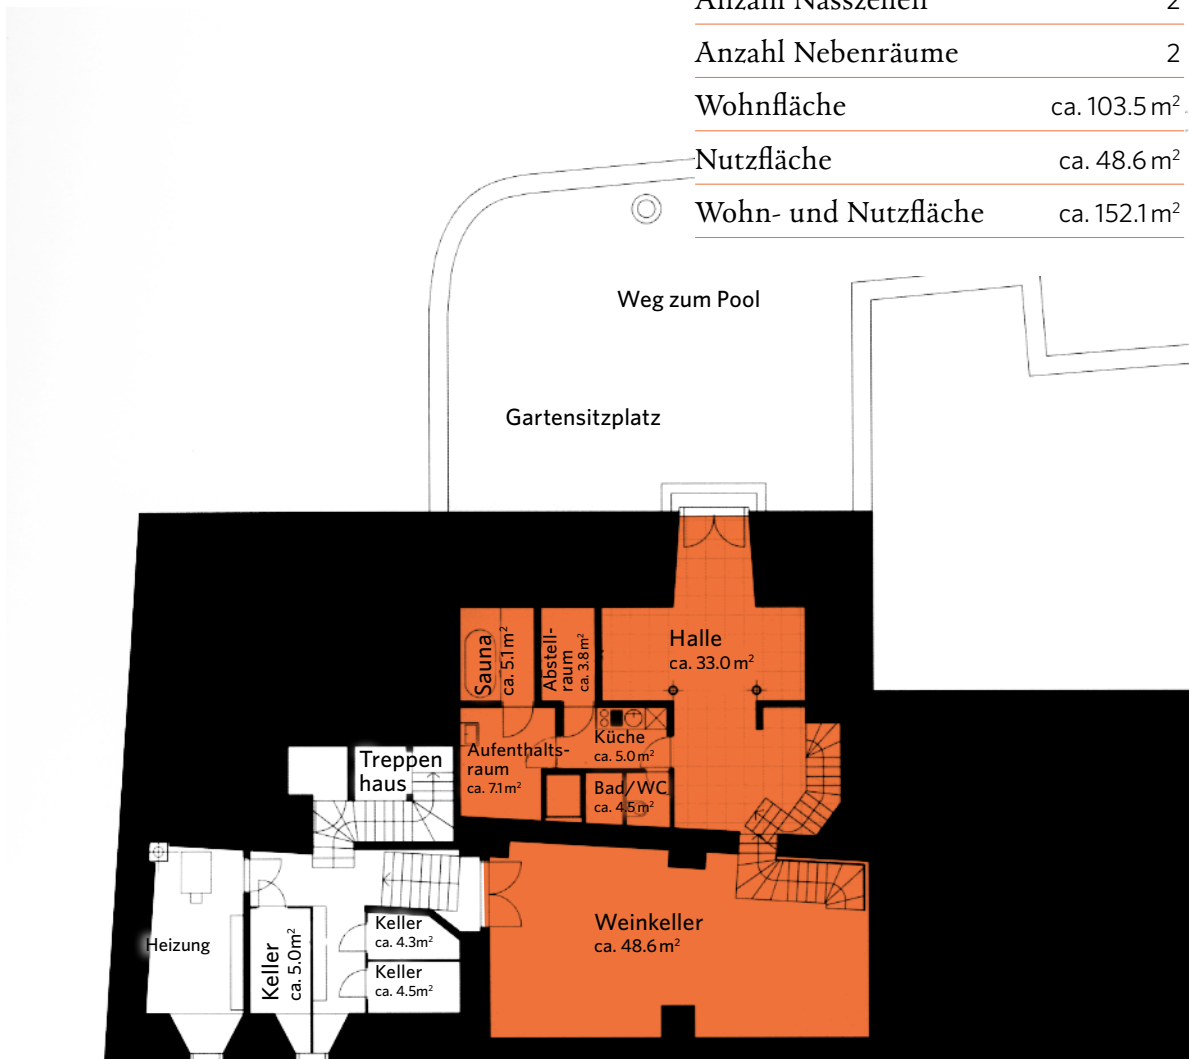 Anzahl Nasszellen 2
Anzahl Nebenräume 2
Wohnfläche ca. 103.5 m²
Nutzfläche ca. 48.6 m²
Wohn- und Nutzfläche ca. 152.1 m²
Weg zum Pool
Gartensitzplatz
Sauna
ca. 5.1 m²
Abstell-
raum
ca. 3.8 m²
Halle
ca. 33.0 m²
Küche
ca. 5.0 m²
Aufenthalts-
raum
ca. 7.1 m²
Treppen
haus
Bad/WC
ca. 4.5 m²
Weinkeller
ca. 48.6 m²
Heizung
Keller
ca. 5.0m²
Keller
ca. 4.3m²
Keller
ca. 4.5m²